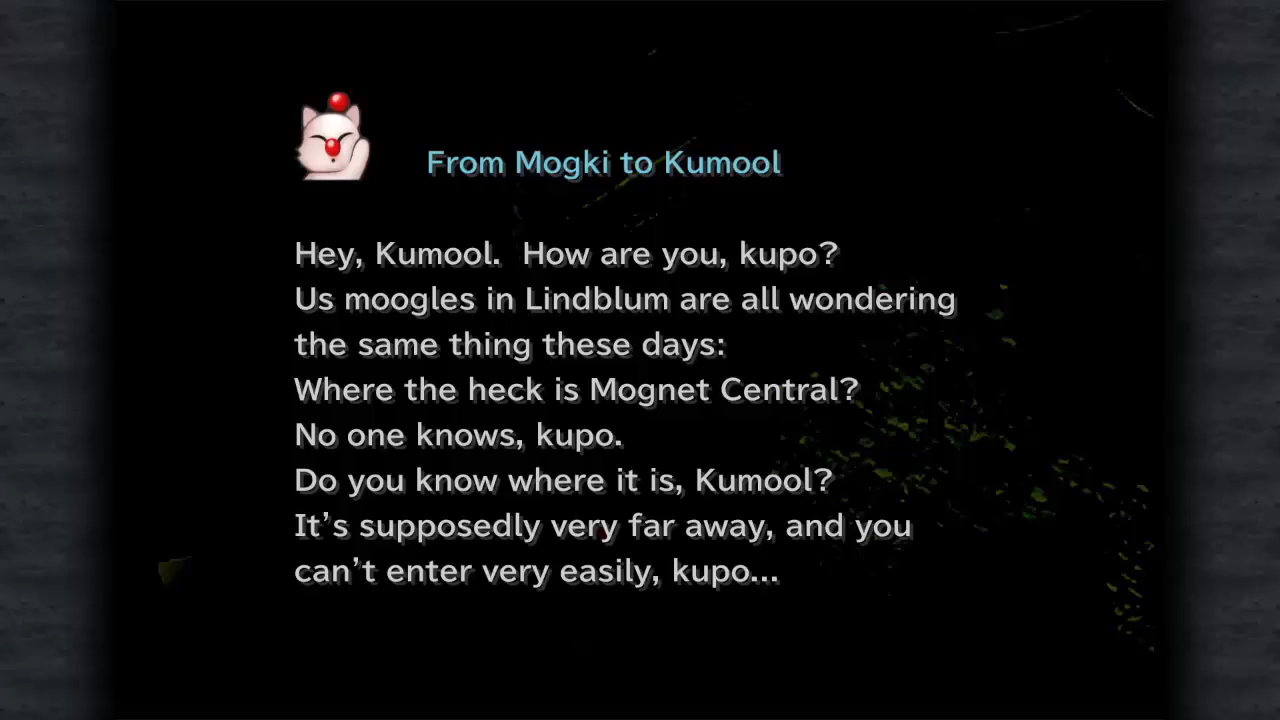 From Mogki to Kumool
Hey, Kumool.  How are you, kupo?
Us moogles in Lindblum are all wondering
the same thing these days:
Where the heck is Mognet Central?
No one knows, kupo.
Do you know where it is, Kumool?
It's supposedly very far away, and you
can't enter very easily, kupo...